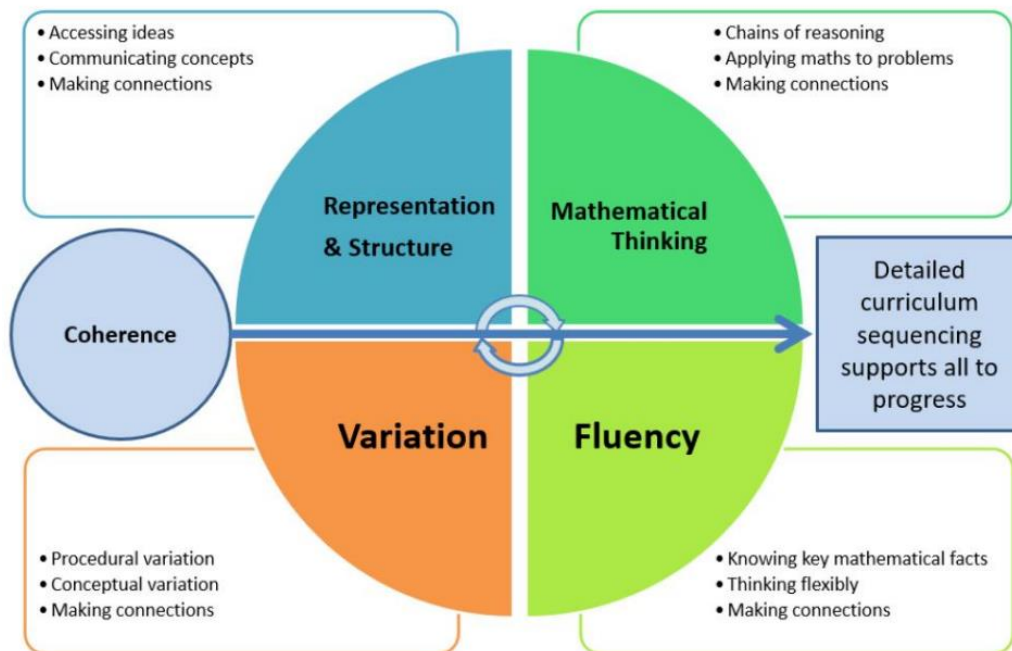 • Accessing ideas
• Communicating concepts
• Making connections
• Chains of reasoning
• Applying maths to problems
• Making connections
Representation
& Structure
Mathematical
Thinking
Coherence
Detailed
curriculum
sequencing
supports all to
progress
Variation
Fluency
• Procedural variation
• Conceptual variation
• Making connections
• Knowing key mathematical facts
• Thinking flexibly
• Making connections